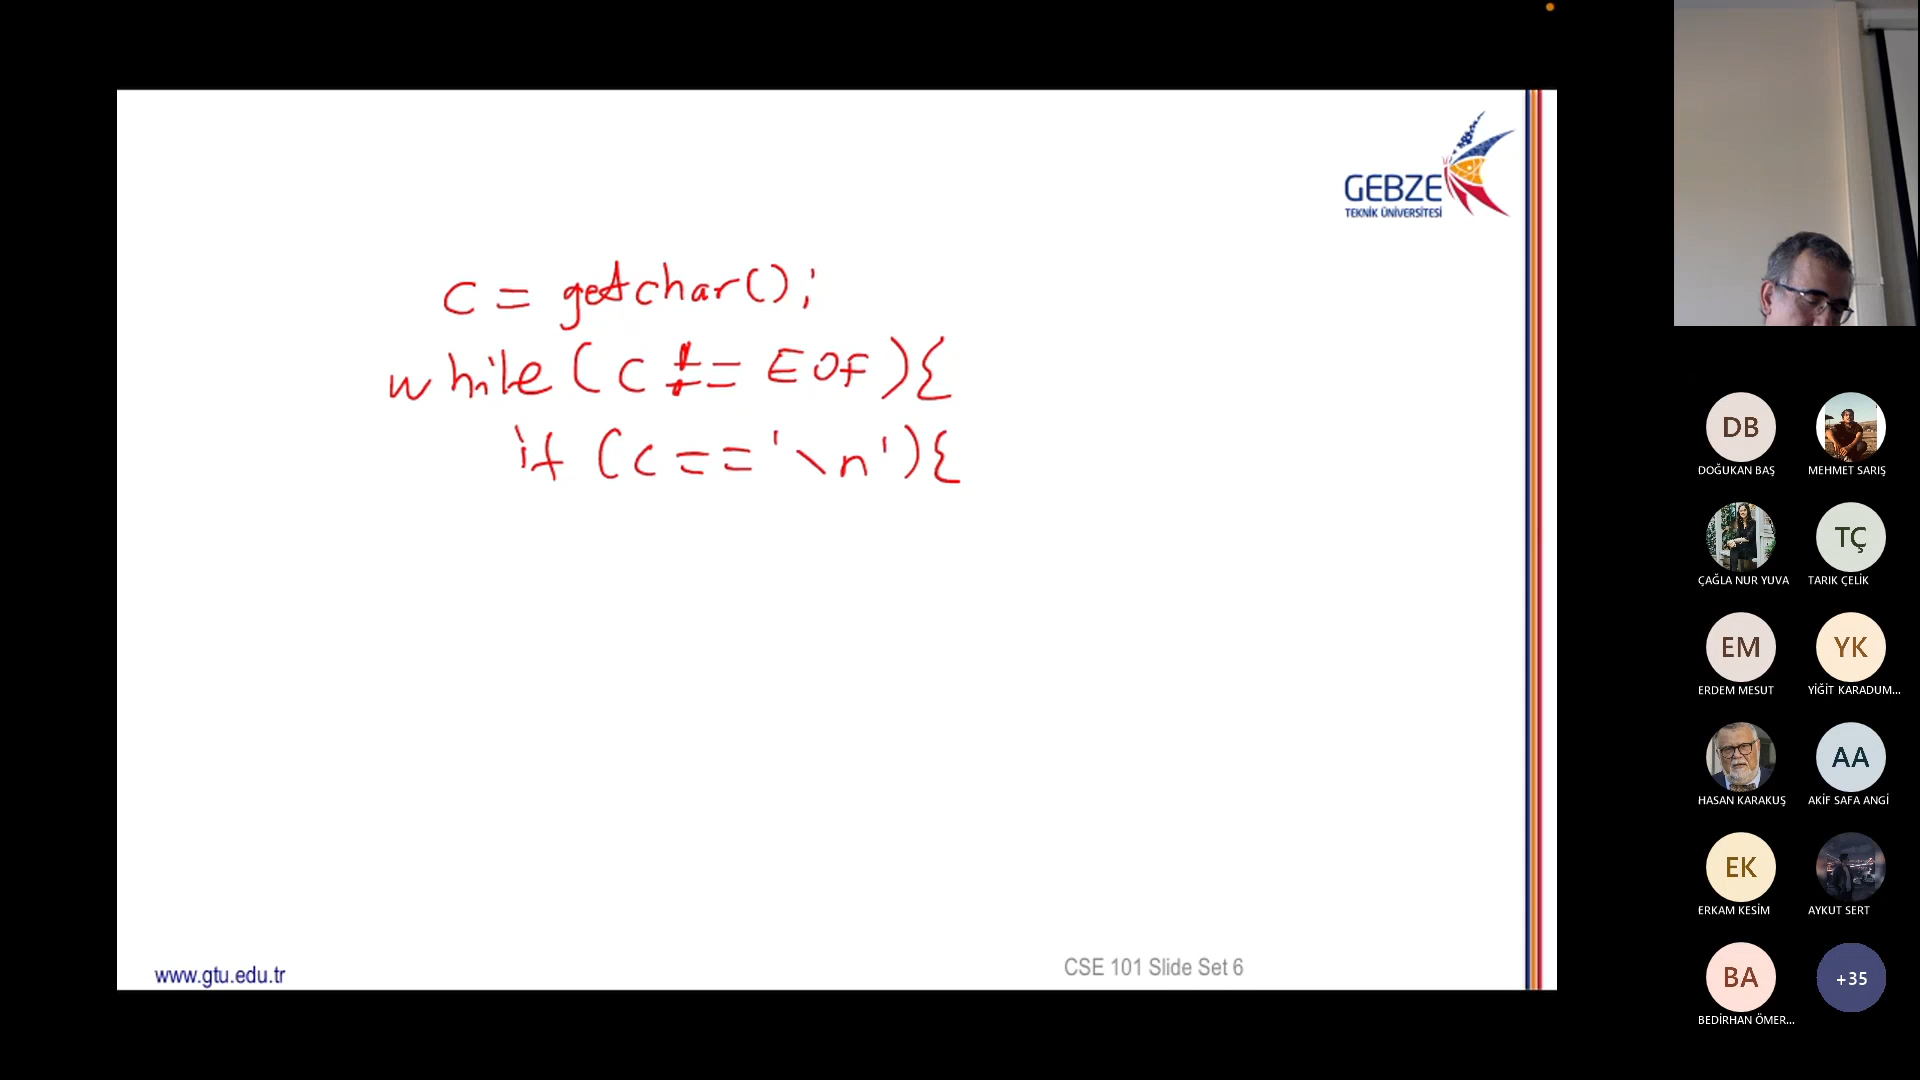 GEBZE
TEKNİK ÜNİVERSİTESİ
c = getchar();
while (c != EOF){
if (c == '\n'){
www.gtu.edu.tr
CSE 101 Slide Set 6
DB
DOĞUKAN BAŞ
MEHMET SARIŞ
ÇAĞLA NUR YUVA
TÇ
TARIK ÇELİK
EM
ERDEM MESUT
YK
YİĞİT KARADUM...
HASAN KARAKUŞ
AA
AKİF SAFA ANGİ
EK
ERKAM KESİM
AYKUT SERT
BA
BEDİRHAN ÖMER...
+35